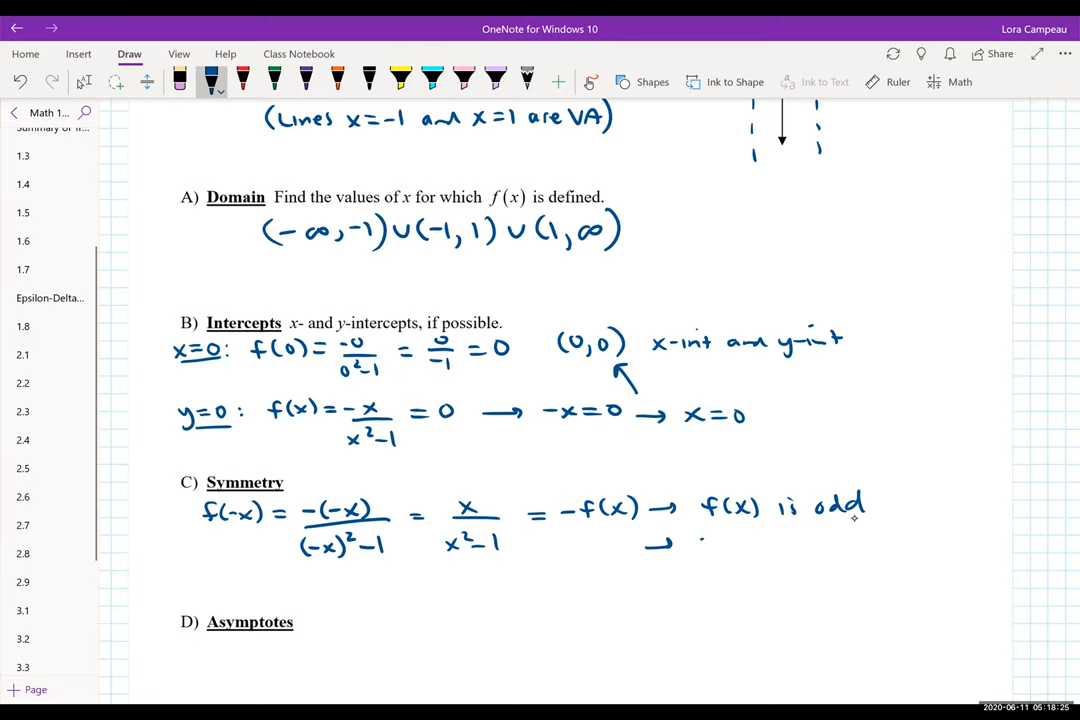 OneNote for Windows 10
Lora Campeau
Home Insert Draw View Help Class Notebook
Share
Shapes Ink to Shape Ink to Text Ruler Math
Math 1...
1.3
1.4
1.5
1.6
1.7
Epsilon-Delta...
1.8
2.1
2.2
2.3
2.4
2.5
2.6
2.7
2.8
2.9
3.1
3.2
3.3
Page
(Lines x=-1 and x=1 are VA)
A) Domain Find the values of x for which f(x) is defined.
(-∞,-1)∪(-1,1)∪(1,∞)
B) Intercepts x- and y-intercepts, if possible.
x=0: f(0) = -0/0²-1 = 0/-1 = 0 (0,0) x-int and y-int
y=0: f(x) = -x/x²-1 = 0 → -x=0 → x=0
C) Symmetry
f(-x) = -(-x)/(-x)²-1 = x/x²-1 = -f(x) → f(x) is odd
→
D) Asymptotes
2020-06-11 05:18:25